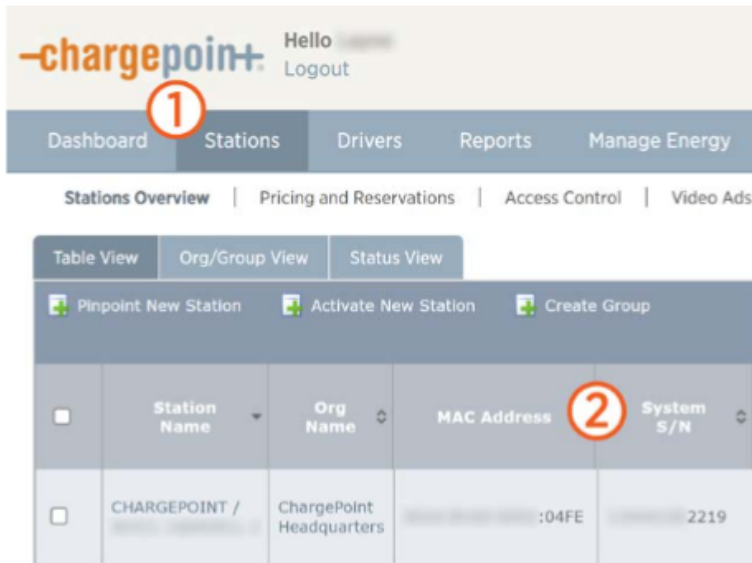 chargepoint.
Hello
Logout
1
Dashboard Stations Drivers Reports Manage Energy
Stations Overview | Pricing and Reservations | Access Control | Video Ads
Table View Org/Group View Status View
Pinpoint New Station Activate New Station Create Group
Station Name Org Name MAC Address 2 System S/N
CHARGEPOINT / ChargePoint Headquarters :04FE 2219